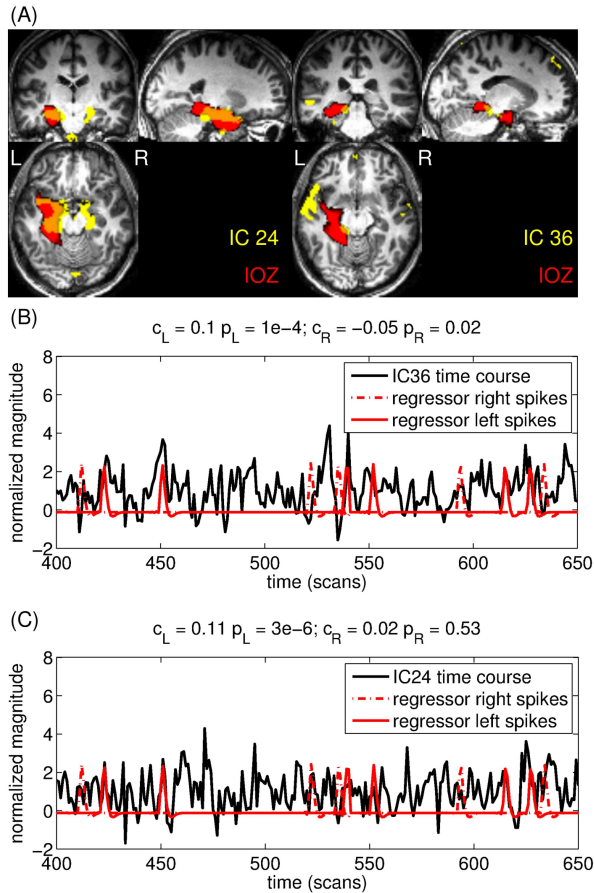 (A)
L R L R
IC 24 IC 36
IOZ IOZ
(B)
c_L = 0.1 p_L = 1e−4; c_R = −0.05 p_R = 0.02
8
6
4
2
0
−2
normalized magnitude
IC36 time course
regressor right spikes
regressor left spikes
400 450 500 550 600 650
time (scans)
(C)
c_L = 0.11 p_L = 3e−6; c_R = 0.02 p_R = 0.53
8
6
4
2
0
−2
normalized magnitude
IC24 time course
regressor right spikes
regressor left spikes
400 450 500 550 600 650
time (scans)